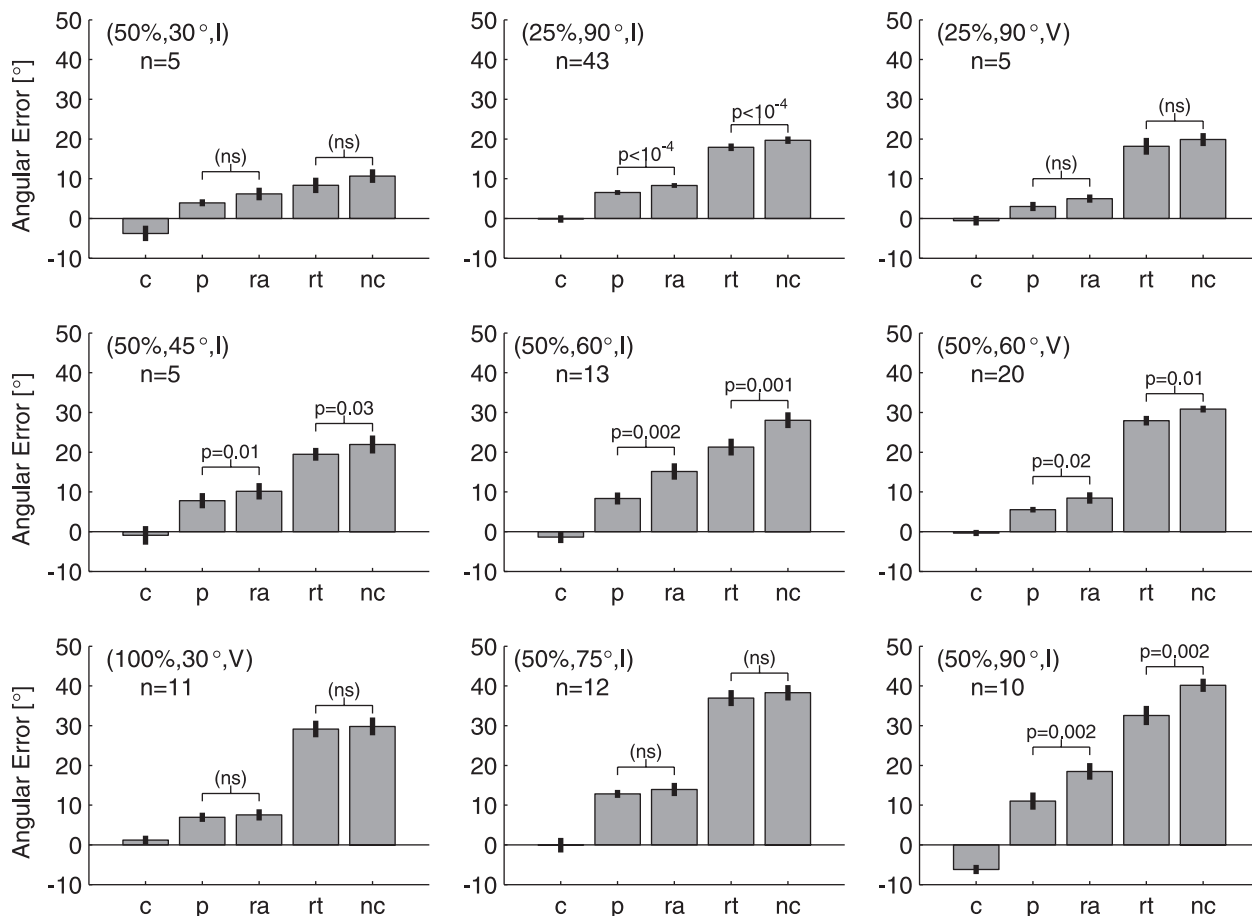 (50%,30°,I)
n=5
50
40
30
20
10
0
-10
Angular Error [°]
(ns)
(ns)
c p ra rt nc
(25%,90°,I)
n=43
50
40
30
20
10
0
-10
p<10-4
p<10-4
c p ra rt nc
(25%,90°,V)
n=5
50
40
30
20
10
0
-10
(ns)
(ns)
c p ra rt nc
(50%,45°,I)
n=5
50
40
30
20
10
0
-10
Angular Error [°]
p=0.01
p=0.03
c p ra rt nc
(50%,60°,I)
n=13
50
40
30
20
10
0
-10
p=0.002
p=0.001
c p ra rt nc
(50%,60°,V)
n=20
50
40
30
20
10
0
-10
p=0.02
p=0.01
c p ra rt nc
(100%,30°,V)
n=11
50
40
30
20
10
0
-10
Angular Error [°]
(ns)
(ns)
c p ra rt nc
(50%,75°,I)
n=12
50
40
30
20
10
0
-10
(ns)
(ns)
c p ra rt nc
(50%,90°,I)
n=10
50
40
30
20
10
0
-10
p=0.002
p=0.002
c p ra rt nc